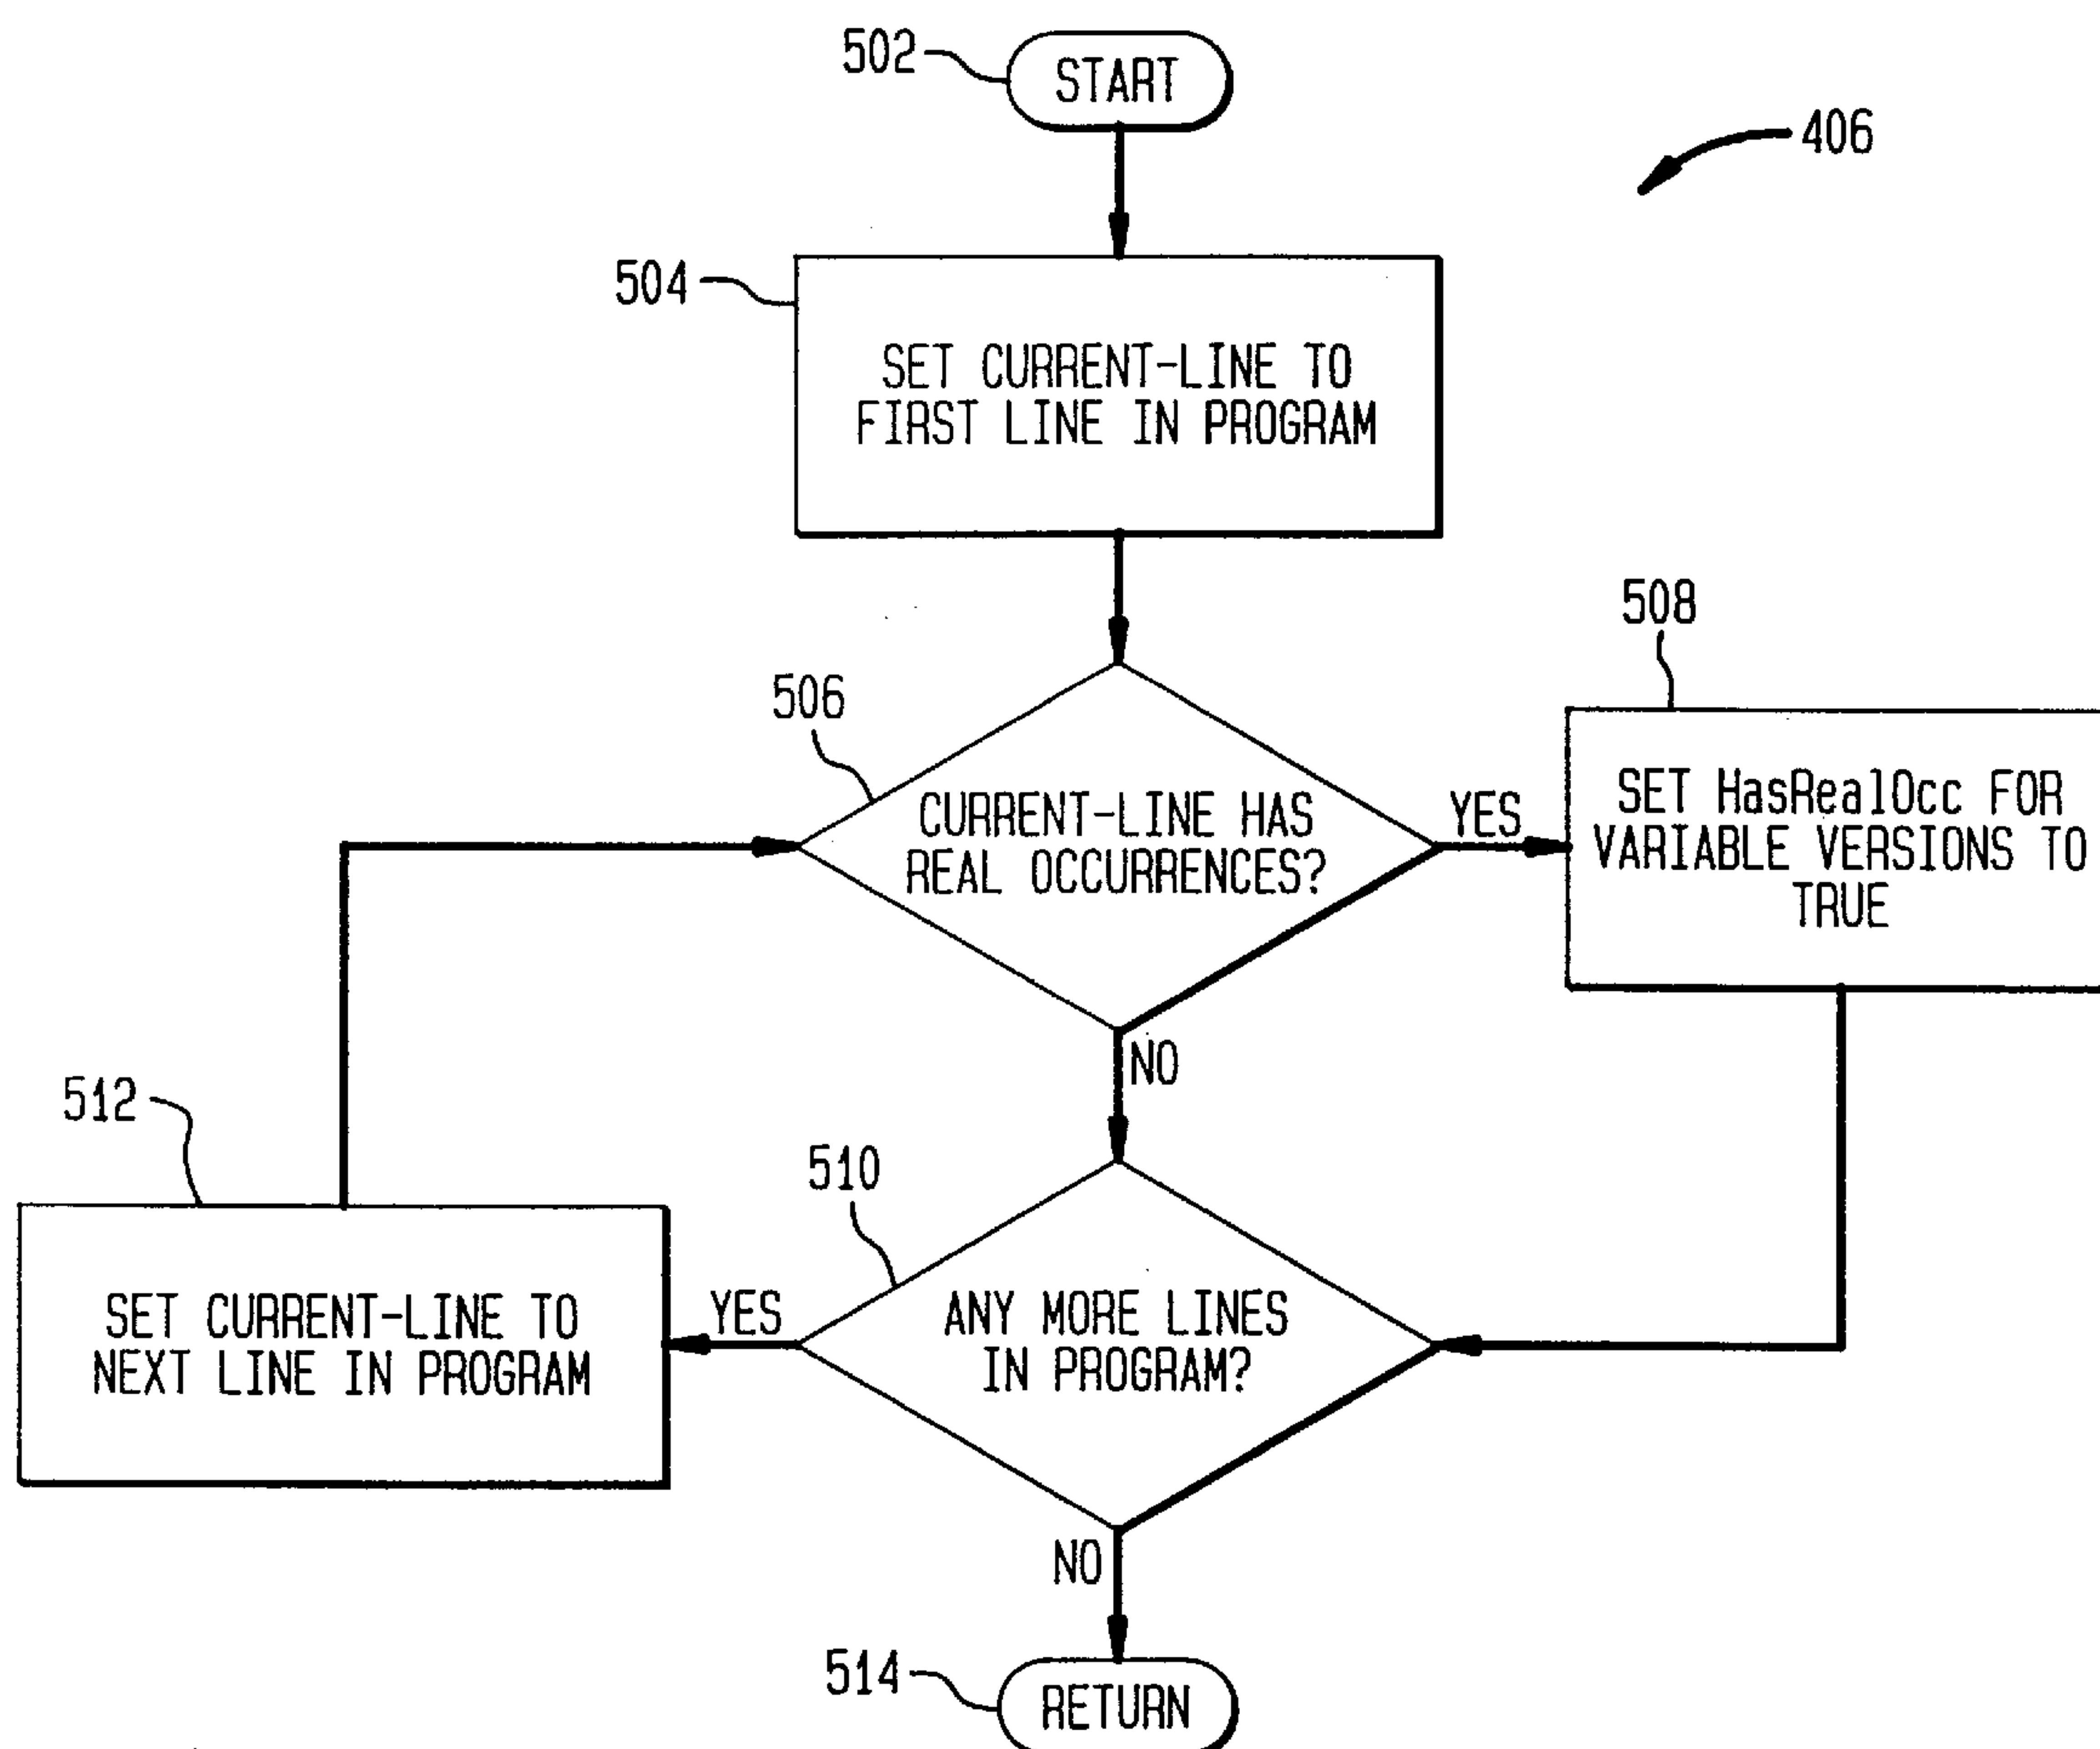 502
START
406
504
SET CURRENT-LINE TO
FIRST LINE IN PROGRAM
508
506
CURRENT-LINE HAS
REAL OCCURRENCES?
YES
SET HasRealOcc FOR
VARIABLE VERSIONS TO
TRUE
NO
512
510
SET CURRENT-LINE TO
NEXT LINE IN PROGRAM
YES
ANY MORE LINES
IN PROGRAM?
NO
514
RETURN